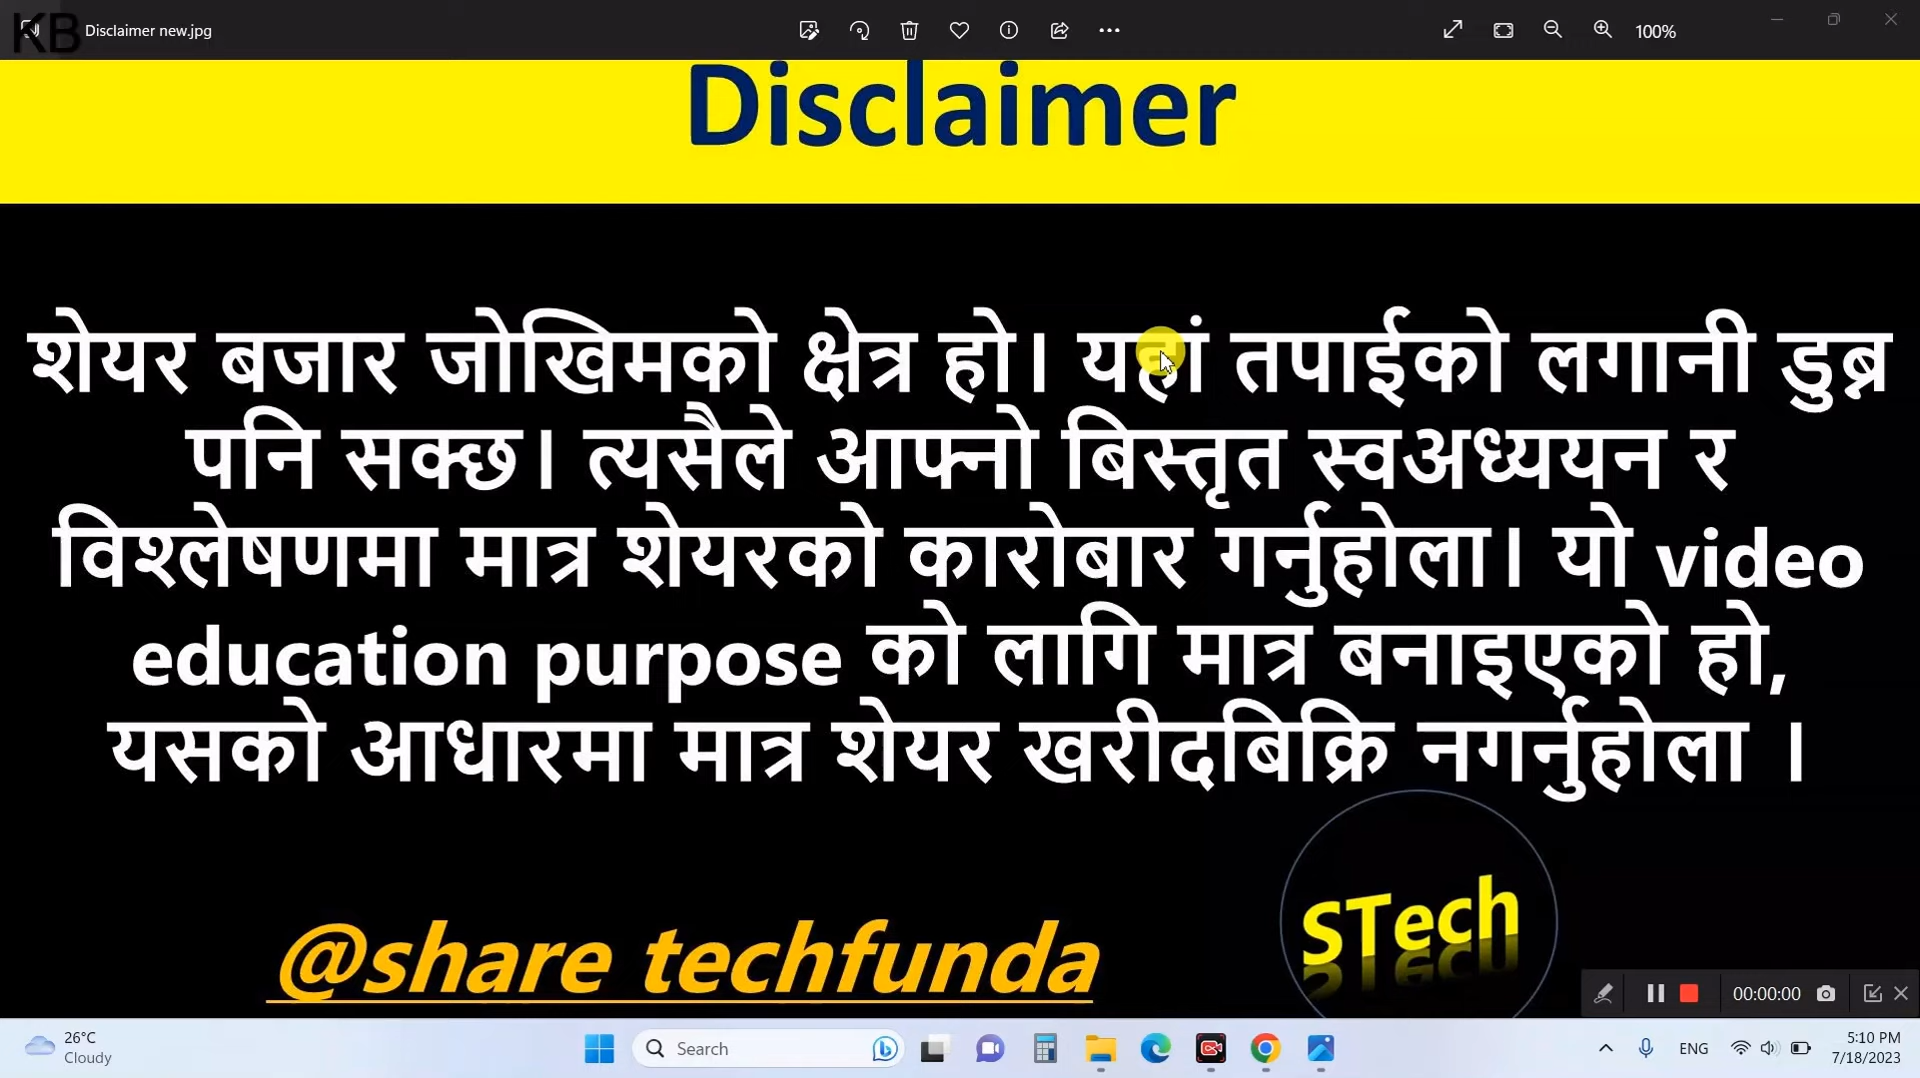 KB Disclaimer new.jpg 100%
Disclaimer
शेयर बजार जोखिमको क्षेत्र हो। यहां तपाईको लगानी डुब्न
पनि सक्छ। त्यसैले आफ्नो बिस्तृत स्वअध्ययन र
विश्लेषणमा मात्र शेयरको कारोबार गर्नुहोला। यो video
education purpose को लागि मात्र बनाइएको हो,
यसको आधारमा मात्र शेयर खरीदबिक्रि नगर्नुहोला ।
STech
@share techfunda
00:00:00
26°C
Cloudy
Search
ENG
5:10 PM
7/18/2023